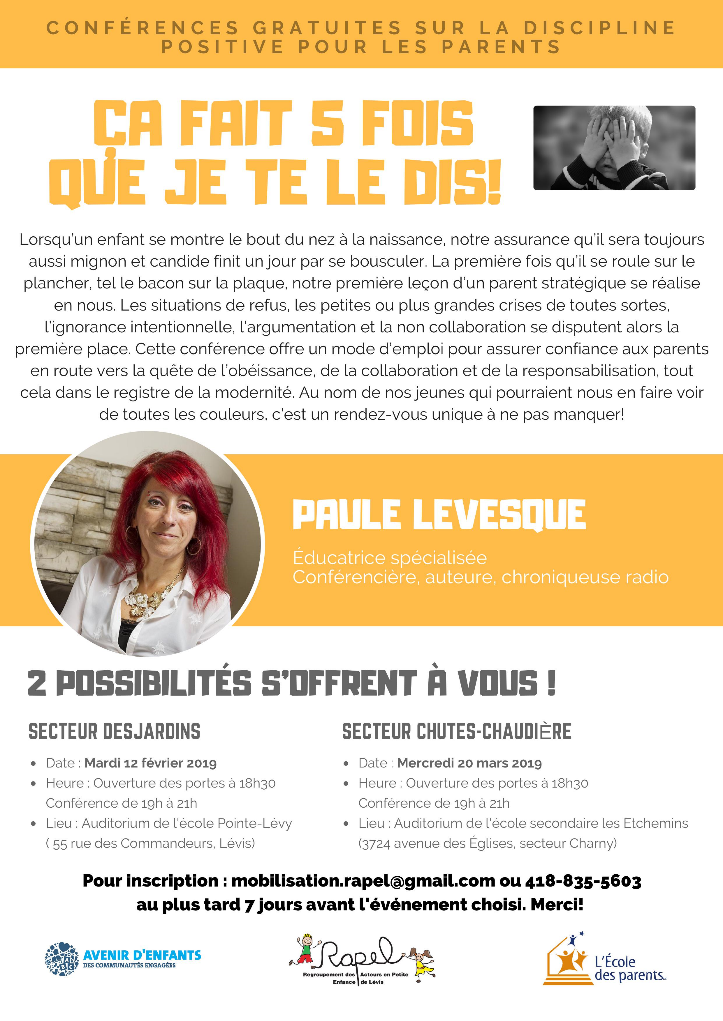 CONFÉRENCES GRATUITES SUR LA DISCIPLINE
POSITIVE POUR LES PARENTS
ÇA FAIT 5 FOIS
QUE JE TE LE DIS!
Lorsqu'un enfant se montre le bout du nez à la naissance, notre assurance qu'il sera toujours
aussi mignon et candide finit un jour par se bousculer. La première fois qu'il se roule sur le
plancher, tel le bacon sur la plaque, notre première leçon d'un parent stratégique se réalise
en nous. Les situations de refus, les petites ou plus grandes crises de toutes sortes,
l'ignorance intentionnelle, l'argumentation et la non collaboration se disputent alors la
première place. Cette conférence offre un mode d'emploi pour assurer confiance aux parents
en route vers la quête de l'obéissance, de la collaboration et de la responsabilisation, tout
cela dans le registre de la modernité. Au nom de nos jeunes qui pourraient nous en faire voir
de toutes les couleurs, c'est un rendez-vous unique à ne pas manquer!
PAULE LEVESQUE
Éducatrice spécialisée
Conférencière, auteure, chroniqueuse radio
2 POSSIBILITÉS S'OFFRENT À VOUS !
SECTEUR DESJARDINS
• Date : Mardi 12 février 2019
• Heure : Ouverture des portes à 18h30
Conférence de 19h à 21h
• Lieu : Auditorium de l'école Pointe-Lévy
( 55 rue des Commandeurs, Lévis)
SECTEUR CHUTES-CHAUDIÈRE
• Date : Mercredi 20 mars 2019
• Heure : Ouverture des portes à 18h30
Conférence de 19h à 21h
• Lieu : Auditorium de l'école secondaire les Etchemins
(3724 avenue des Églises, secteur Charny)
Pour inscription : mobilisation.rapel@gmail.com ou 418-835-5603
au plus tard 7 jours avant l'événement choisi. Merci!
AVENIR D'ENFANTS
DES COMMUNAUTÉS ENGAGÉES
Rapel
Regroupement des Acteurs en Petite
Enfance de Lévis
L'École
des parents